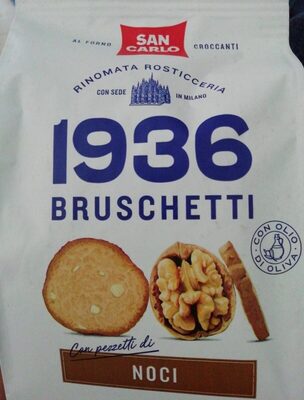 AL FORNO
SAN
CARLO
CROCCANTI
RINOMATA ROSTICCERIA
CON SEDE IN MILANO
1936
BRUSCHETTI
CON OLIO
DI OLIVA
Con pezzetti di
NOCI